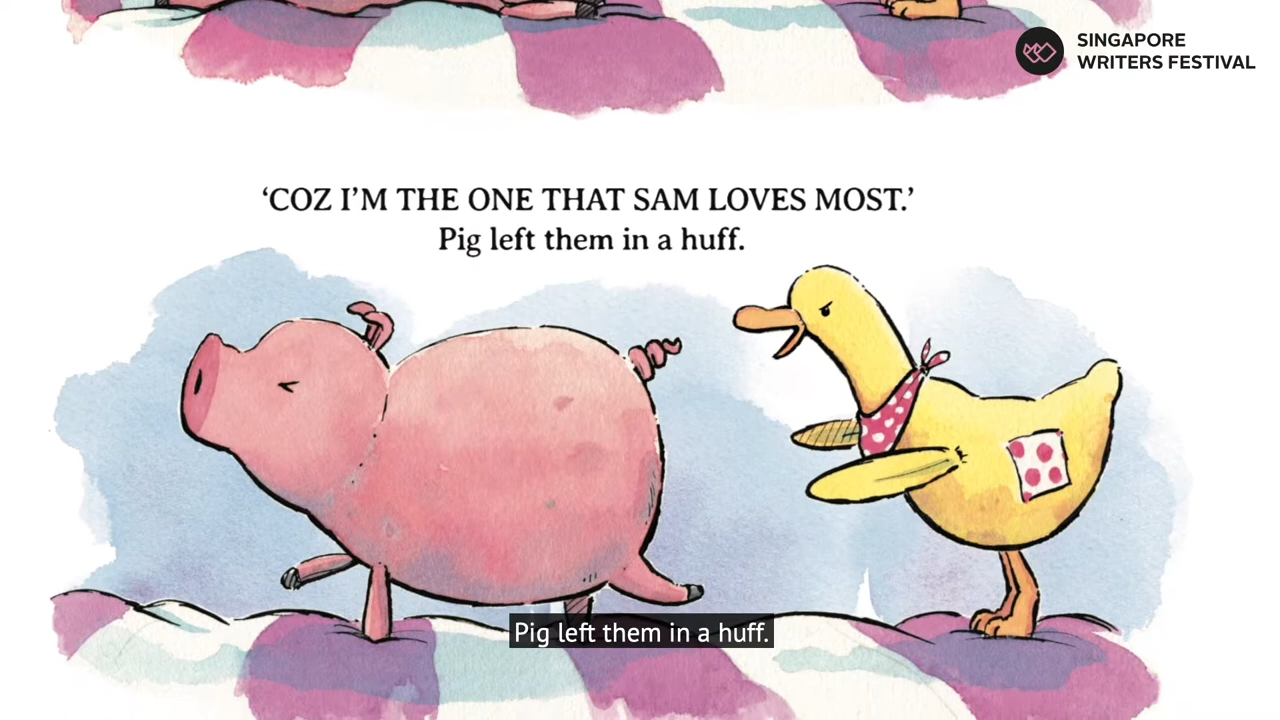 SINGAPORE
WRITERS FESTIVAL
‘COZ I’M THE ONE THAT SAM LOVES MOST.’
Pig left them in a huff.
Pig left them in a huff.